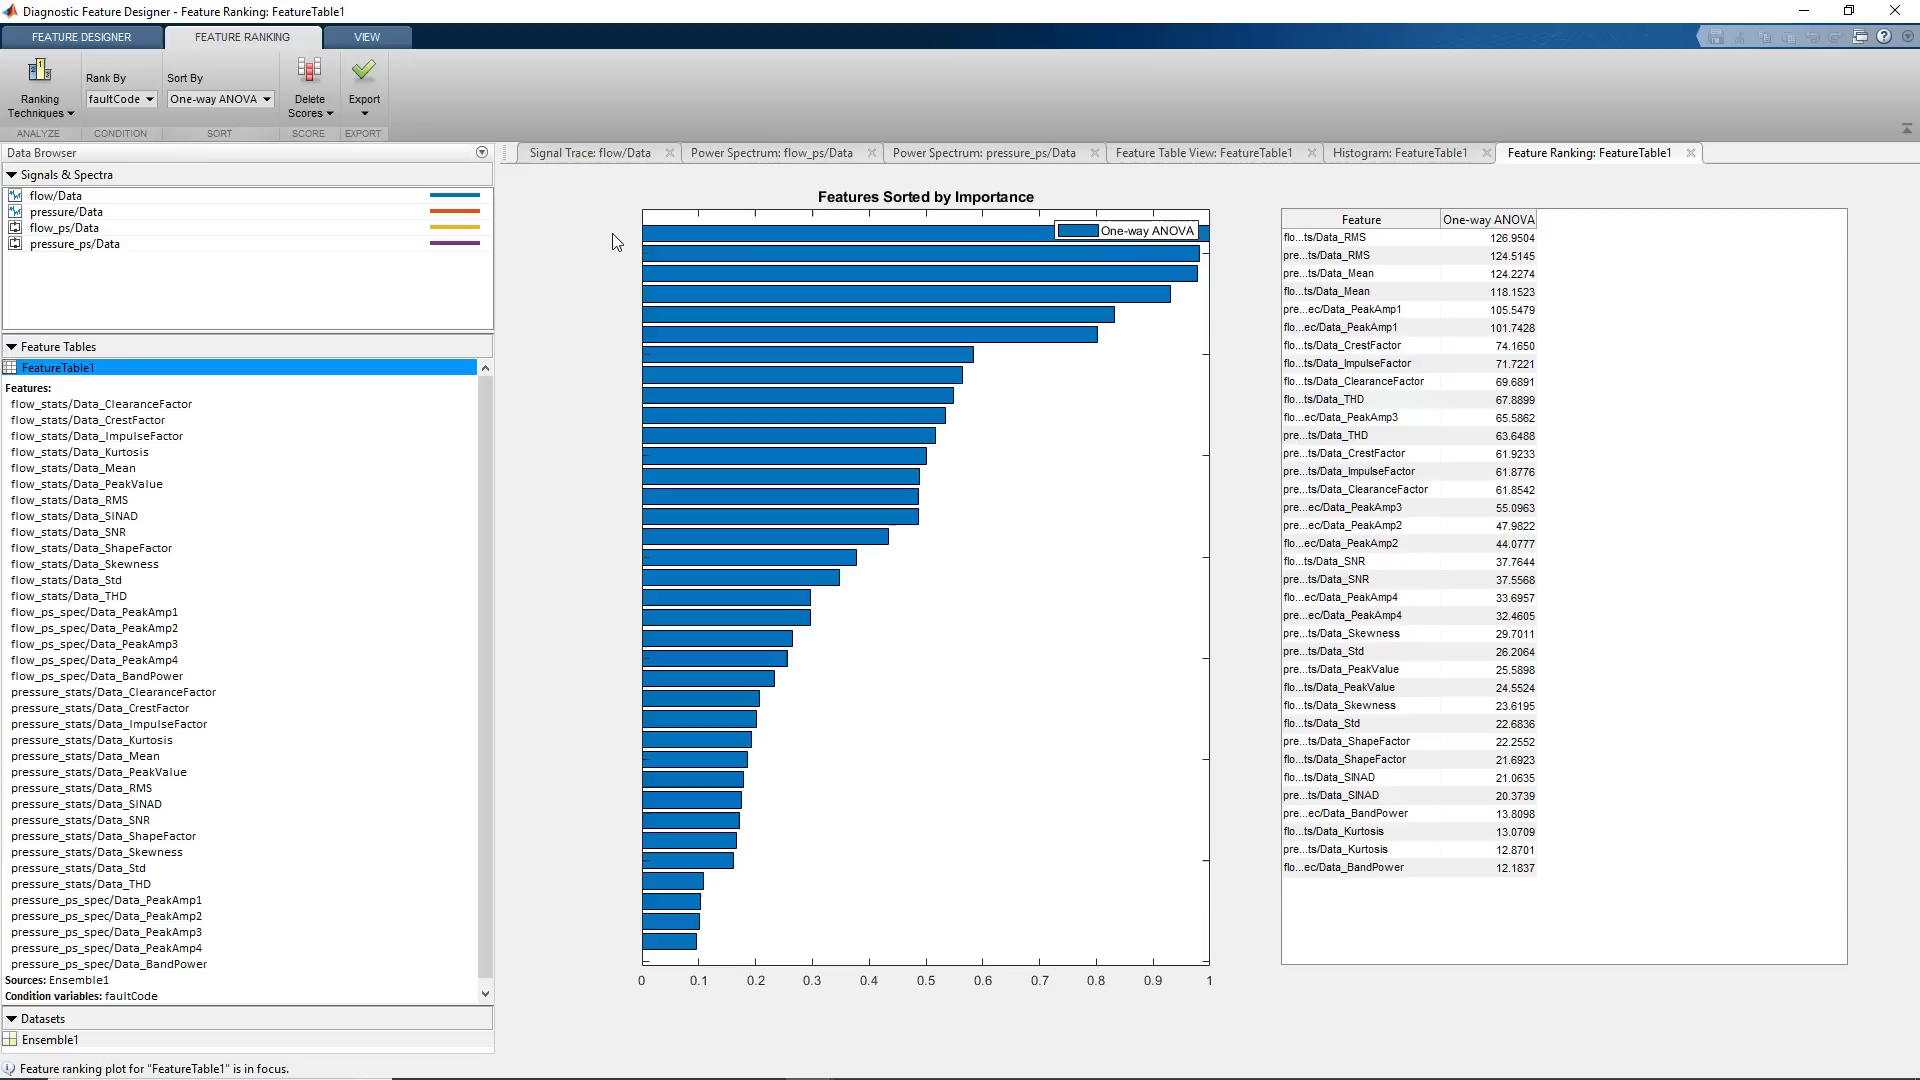 Diagnostic Feature Designer - Feature Ranking: FeatureTable1
FEATURE DESIGNER
FEATURE RANKING
VIEW
Ranking Techniques
Rank By
faultCode
Sort By
One-way ANOVA
Delete Scores
Export
ANALYZE
CONDITION
SORT
SCORE
EXPORT
Data Browser
Signals & Spectra
flow/Data
pressure/Data
flow_ps/Data
pressure_ps/Data
Feature Tables
FeatureTable1
Features:
flow_stats/Data_ClearanceFactor
flow_stats/Data_CrestFactor
flow_stats/Data_ImpulseFactor
flow_stats/Data_Kurtosis
flow_stats/Data_Mean
flow_stats/Data_PeakValue
flow_stats/Data_RMS
flow_stats/Data_SINAD
flow_stats/Data_SNR
flow_stats/Data_ShapeFactor
flow_stats/Data_Skewness
flow_stats/Data_Std
flow_stats/Data_THD
flow_ps_spec/Data_PeakAmp1
flow_ps_spec/Data_PeakAmp2
flow_ps_spec/Data_PeakAmp3
flow_ps_spec/Data_PeakAmp4
flow_ps_spec/Data_BandPower
pressure_stats/Data_ClearanceFactor
pressure_stats/Data_CrestFactor
pressure_stats/Data_ImpulseFactor
pressure_stats/Data_Kurtosis
pressure_stats/Data_Mean
pressure_stats/Data_PeakValue
pressure_stats/Data_RMS
pressure_stats/Data_SINAD
pressure_stats/Data_SNR
pressure_stats/Data_ShapeFactor
pressure_stats/Data_Skewness
pressure_stats/Data_Std
pressure_stats/Data_THD
pressure_ps_spec/Data_PeakAmp1
pressure_ps_spec/Data_PeakAmp2
pressure_ps_spec/Data_PeakAmp3
pressure_ps_spec/Data_PeakAmp4
pressure_ps_spec/Data_BandPower
Sources: Ensemble1
Condition variables: faultCode
Datasets
Ensemble1
Feature ranking plot for "FeatureTable1" is in focus.
Signal Trace: flow/Data
Power Spectrum: flow_ps/Data
Power Spectrum: pressure_ps/Data
Feature Table View: FeatureTable1
Histogram: FeatureTable1
Feature Ranking: FeatureTable1
Features Sorted by Importance
One-way ANOVA
0 0.1 0.2 0.3 0.4 0.5 0.6 0.7 0.8 0.9 1
Feature One-way ANOVA
flo...ts/Data_RMS 126.9504
pre...ts/Data_RMS 124.5145
pre...ts/Data_Mean 124.2274
flo...ts/Data_Mean 118.1523
pre...ec/Data_PeakAmp1 105.5479
flo...ec/Data_PeakAmp1 101.7428
flo...ts/Data_CrestFactor 74.1650
flo...ts/Data_ImpulseFactor 71.7221
flo...ts/Data_ClearanceFactor 69.6891
flo...ts/Data_THD 67.8899
flo...ec/Data_PeakAmp3 65.5862
pre...ts/Data_THD 63.6488
pre...ts/Data_CrestFactor 61.9233
pre...ts/Data_ImpulseFactor 61.8776
pre...ts/Data_ClearanceFactor 61.8542
pre...ec/Data_PeakAmp3 55.0963
pre...ec/Data_PeakAmp2 47.9822
flo...ec/Data_PeakAmp2 44.0777
flo...ts/Data_SNR 37.7644
pre...ts/Data_SNR 37.5568
flo...ec/Data_PeakAmp4 33.6957
pre...ec/Data_PeakAmp4 32.4605
pre...ts/Data_Skewness 29.7011
pre...ts/Data_Std 26.2064
pre...ts/Data_PeakValue 25.5898
flo...ts/Data_PeakValue 24.5524
flo...ts/Data_Skewness 23.6195
flo...ts/Data_Std 22.6836
pre...ts/Data_ShapeFactor 22.2552
flo...ts/Data_ShapeFactor 21.6923
flo...ts/Data_SINAD 21.0635
pre...ts/Data_SINAD 20.3739
pre...ec/Data_BandPower 13.8098
flo...ts/Data_Kurtosis 13.0709
pre...ts/Data_Kurtosis 12.8701
flo...ec/Data_BandPower 12.1837